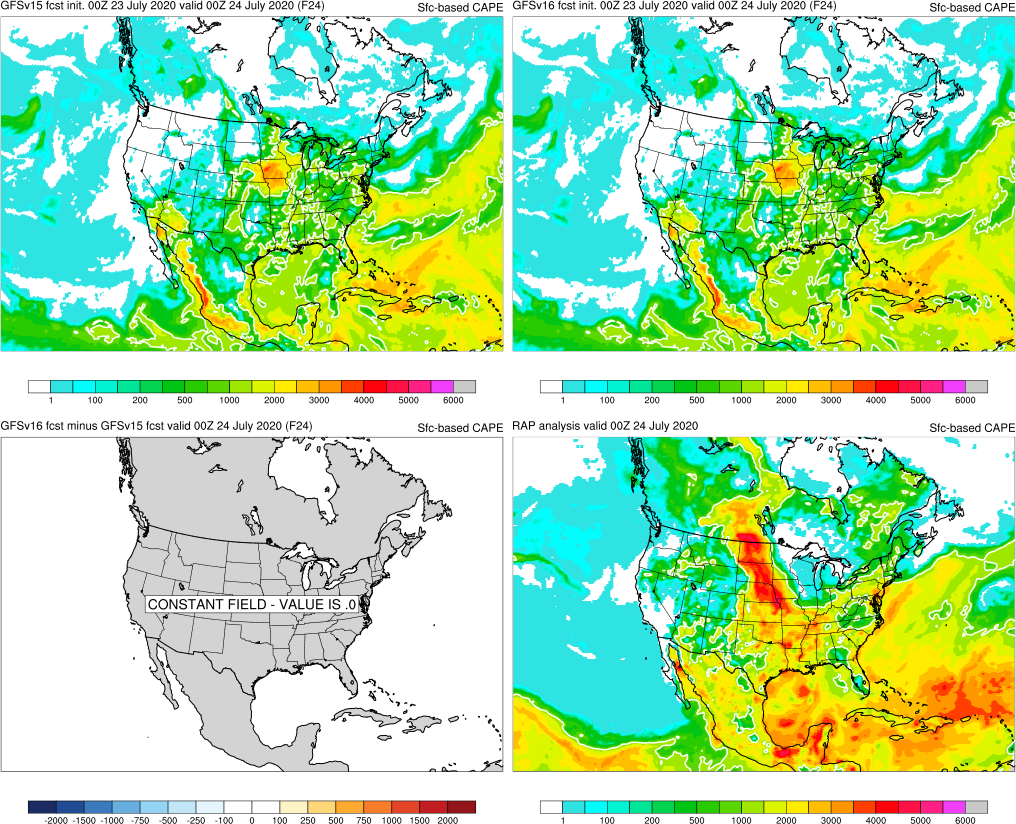 GFSv15 fcst init. 00Z 23 July 2020 valid 00Z 24 July 2020 (F24)
Sfc-based CAPE
GFSv16 fcst init. 00Z 23 July 2020 valid 00Z 24 July 2020 (F24)
Sfc-based CAPE
1 100 200 500 1000 2000 3000 4000 5000 6000
1 100 200 500 1000 2000 3000 4000 5000 6000
GFSv16 fcst minus GFSv15 fcst valid 00Z 24 July 2020 (F24)
Sfc-based CAPE
RAP analysis valid 00Z 24 July 2020
Sfc-based CAPE
CONSTANT FIELD - VALUE IS .0
-2000 -1500 -1000 -750 -500 -250 -100 0 100 250 500 750 1000 1500 2000
1 100 200 500 1000 2000 3000 4000 5000 6000